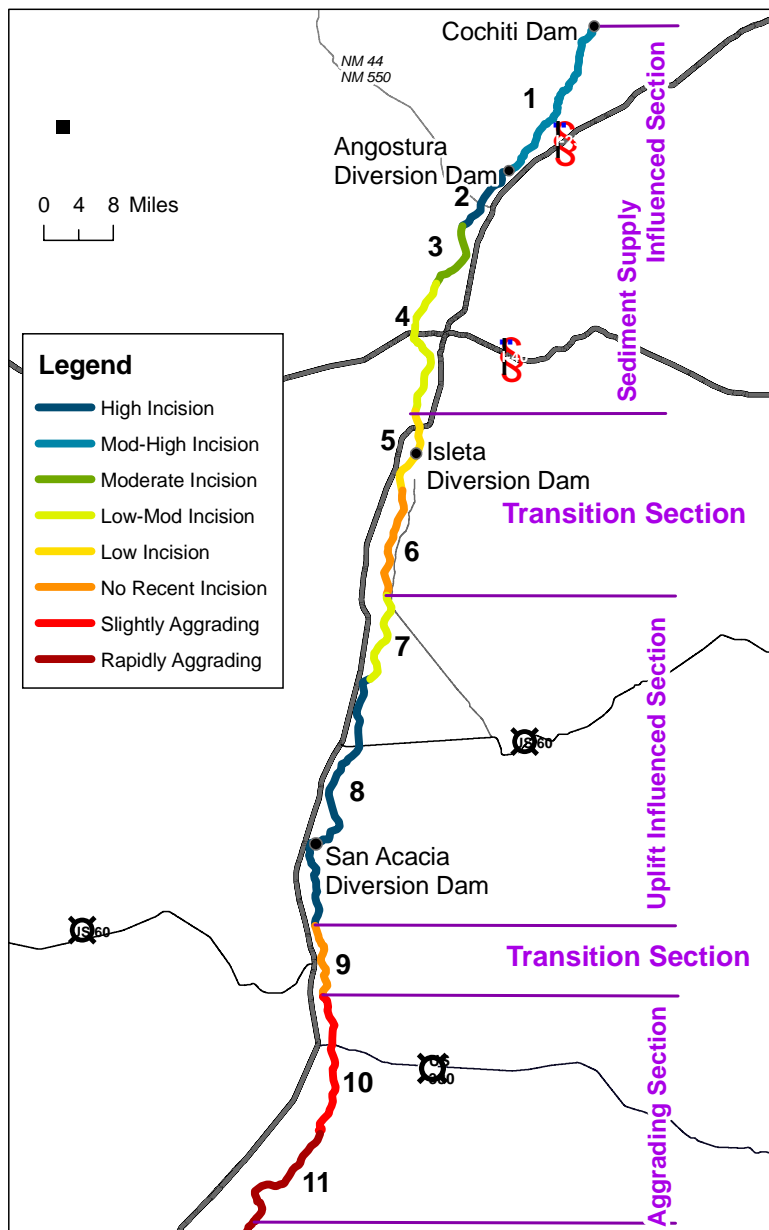 Cochiti Dam
NM 44
NM 550
1
Angostura
Diversion Dam
2
0 4 8 Miles
3
Sediment Supply
Influenced Section
4
Legend
High Incision
Mod-High Incision
Moderate Incision
Low-Mod Incision
Low Incision
No Recent Incision
Slightly Aggrading
Rapidly Aggrading
5
Isleta
Diversion Dam
Transition Section
6
7
US 60
Uplift Influenced Section
8
San Acacia
Diversion Dam
US 60
9
Transition Section
10
US
Aggrading Section
11